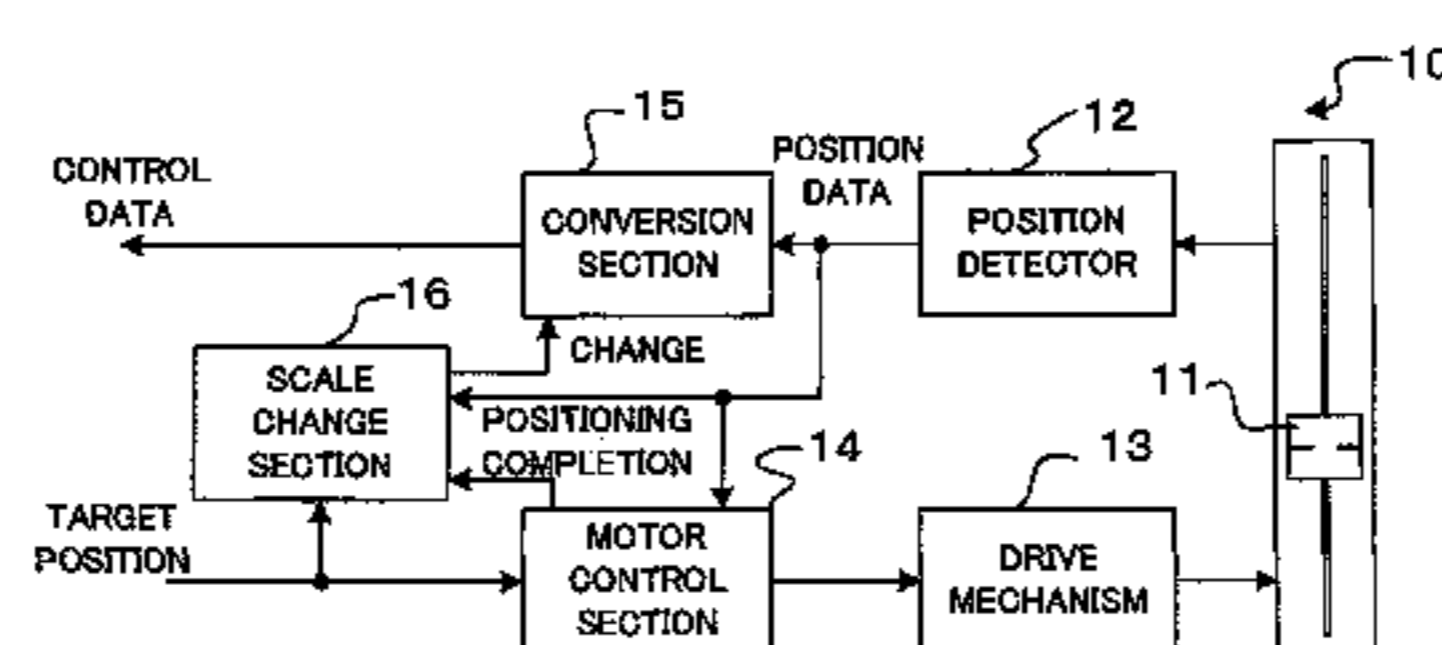 10
15
12
CONTROL
DATA
POSITION
DATA
CONVERSION
SECTION
POSITION
DETECTOR
16
CHANGE
SCALE
CHANGE
SECTION
11
POSITIONING
COMPLETION
14
13
TARGET
POSITION
MOTOR
CONTROL
SECTION
DRIVE
MECHANISM